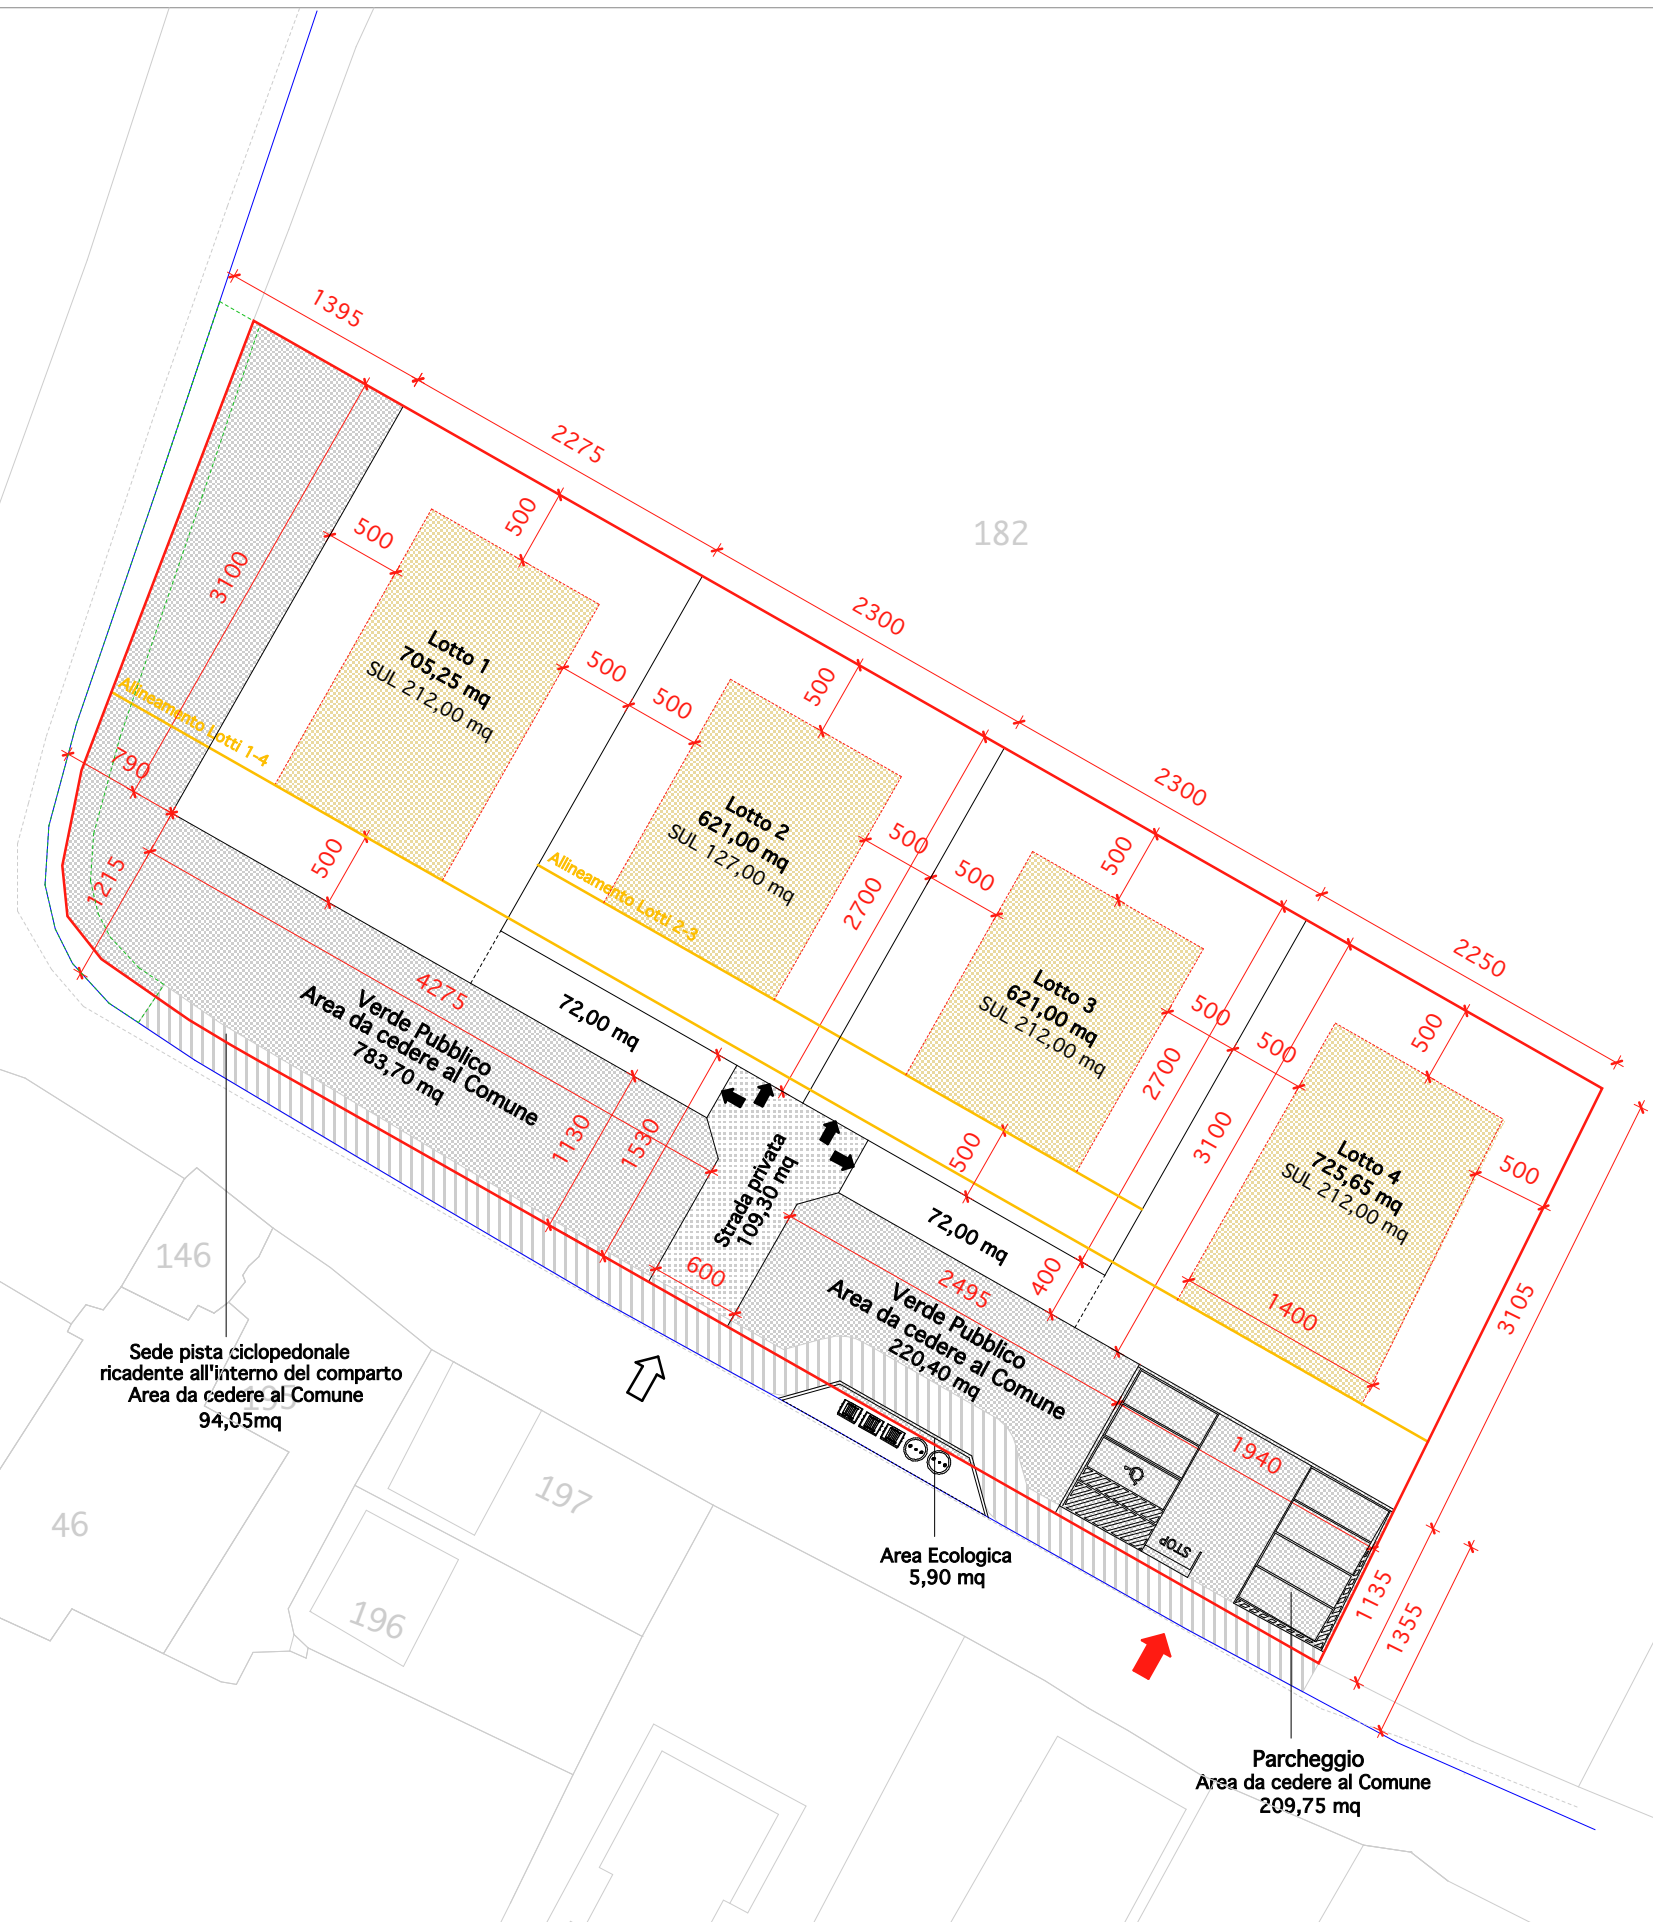 1395
2275
500
500
182
3100
2300
Lotto 1
705,25 mq
SUL 212,00 mq
500
500
500
2300
Allineamento Lotti 1-4
790
Lotto 2
621,00 mq
SUL 127,00 mq
500
500
500
2250
1215
500
Allineamento Lotti 2-3
2700
4275
Lotto 3
621,00 mq
SUL 212,00 mq
500
500
500
Verde Pubblico
Area da cedere al Comune
783,70 mq
72,00 mq
2700
1130
1530
500
3100
Lotto 4
725,65 mq
SUL 212,00 mq
500
Strada privata
109,30 mq
72,00 mq
146
600
400
2495
1400
3105
Verde Pubblico
Area da cedere al Comune
220,40 mq
Sede pista ciclopedonale
ricadente all'interno del comparto
Area da cedere al Comune
94,05mq
195
1940
197
46
STOP
Area Ecologica
5,90 mq
1135
1355
196
Parcheggio
Area da cedere al Comune
209,75 mq